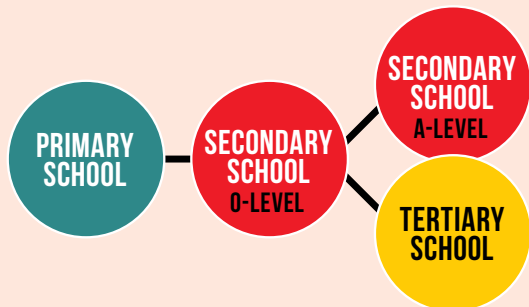 PRIMARY
SCHOOL
SECONDARY
SCHOOL
O-LEVEL
SECONDARY
SCHOOL
A-LEVEL
TERTIARY
SCHOOL